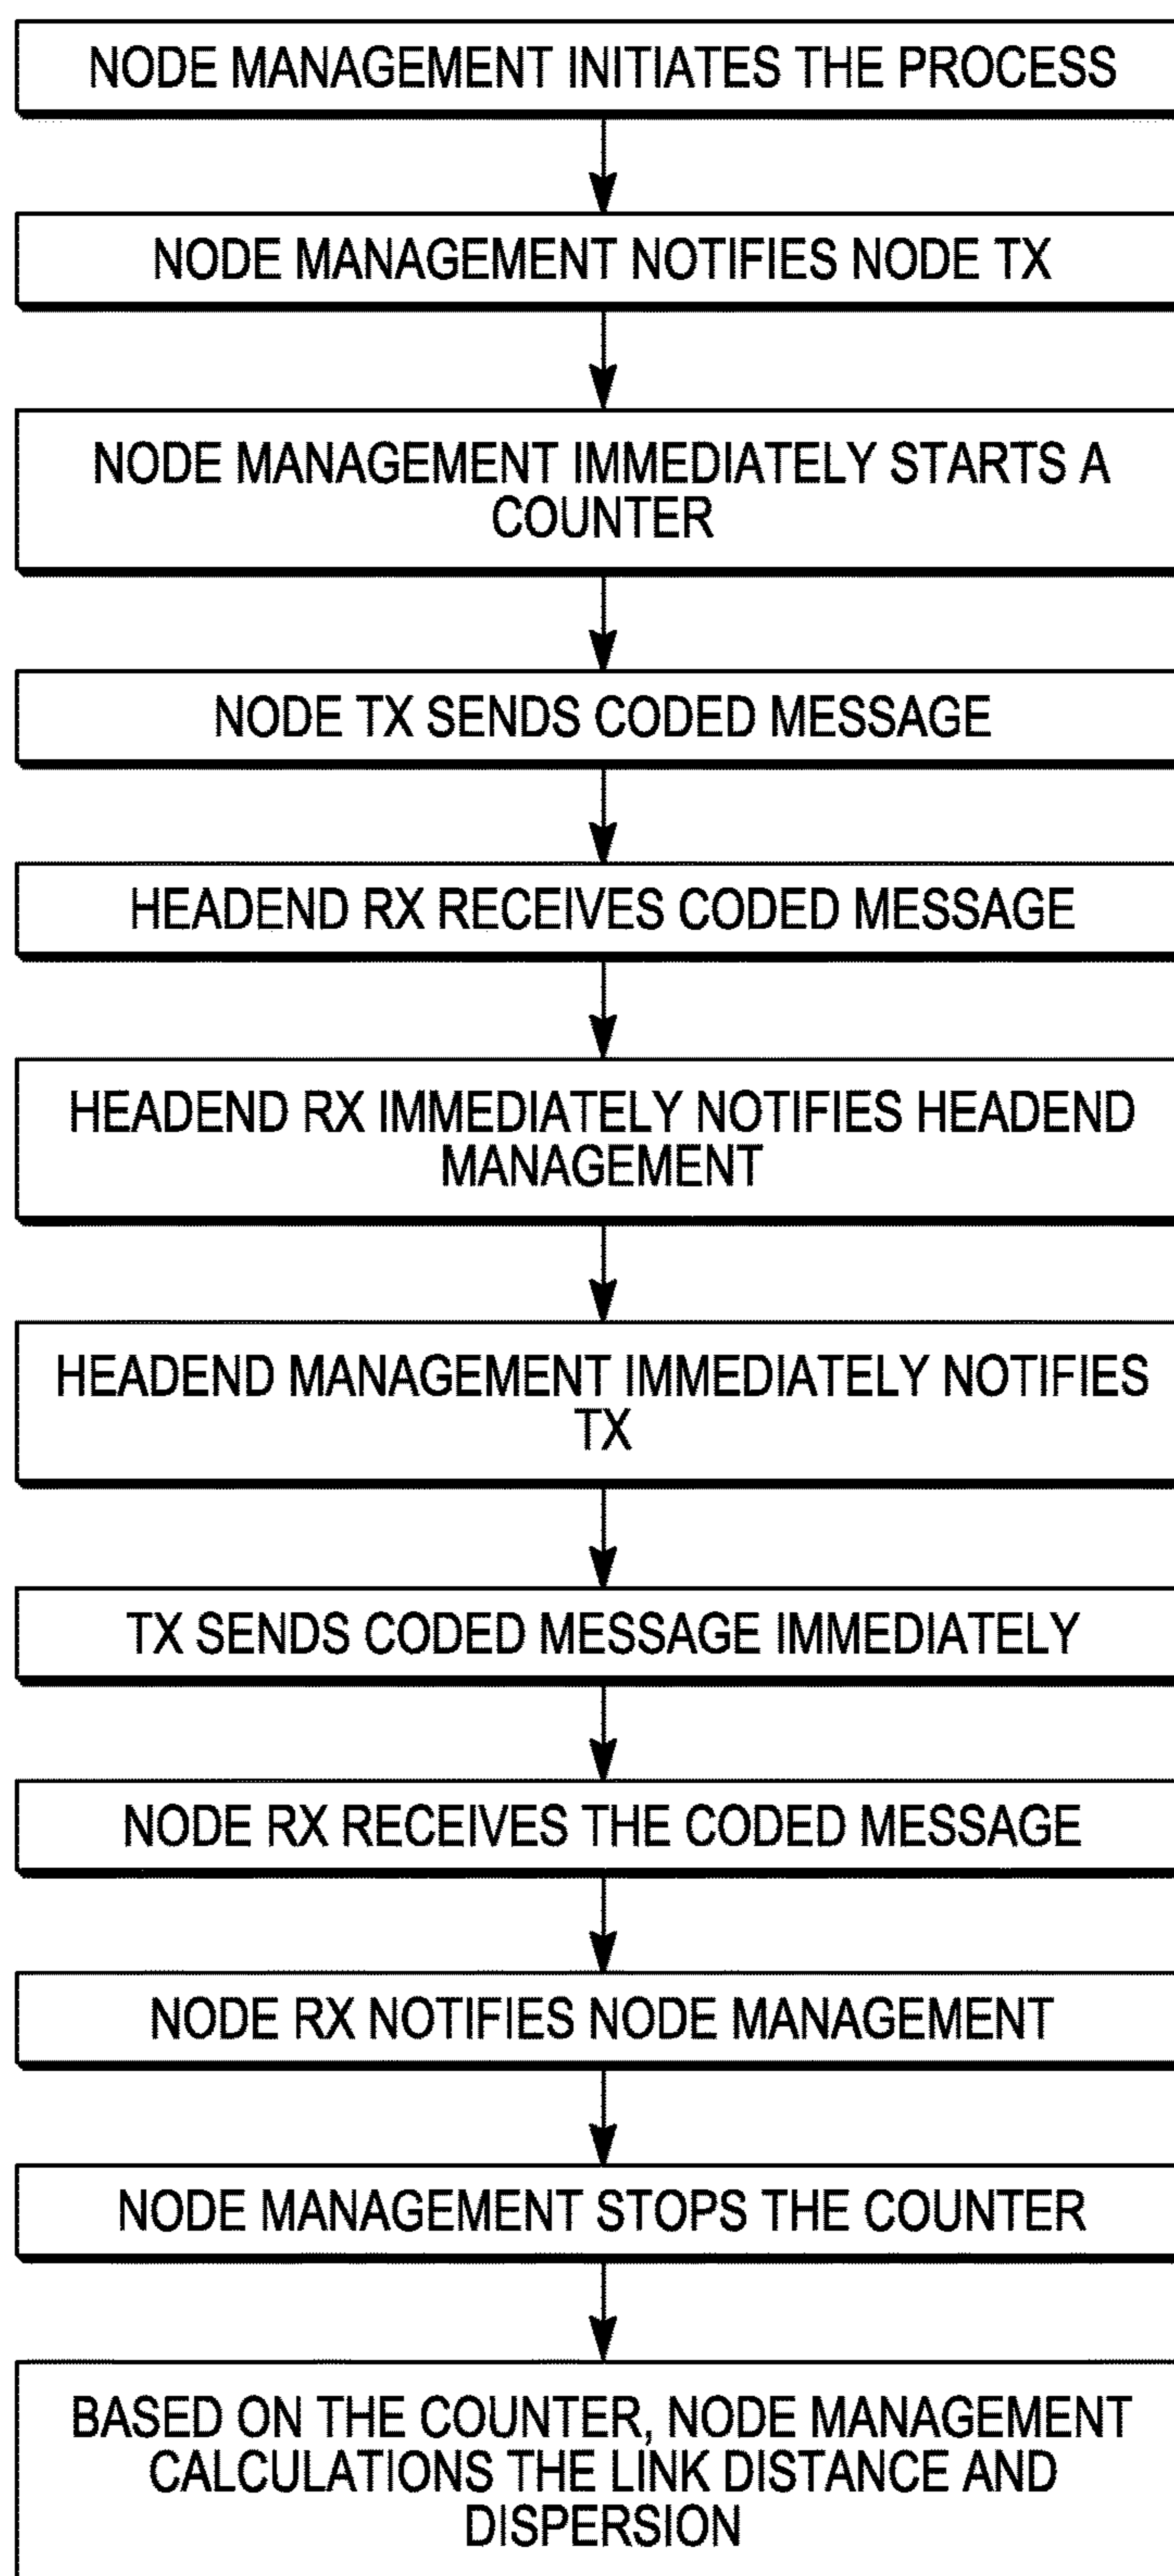 NODE MANAGEMENT INITIATES THE PROCESS
NODE MANAGEMENT NOTIFIES NODE TX
NODE MANAGEMENT IMMEDIATELY STARTS A
COUNTER
NODE TX SENDS CODED MESSAGE
HEADEND RX RECEIVES CODED MESSAGE
HEADEND RX IMMEDIATELY NOTIFIES HEADEND
MANAGEMENT
HEADEND MANAGEMENT IMMEDIATELY NOTIFIES
TX
TX SENDS CODED MESSAGE IMMEDIATELY
NODE RX RECEIVES THE CODED MESSAGE
NODE RX NOTIFIES NODE MANAGEMENT
NODE MANAGEMENT STOPS THE COUNTER
BASED ON THE COUNTER, NODE MANAGEMENT
CALCULATIONS THE LINK DISTANCE AND
DISPERSION